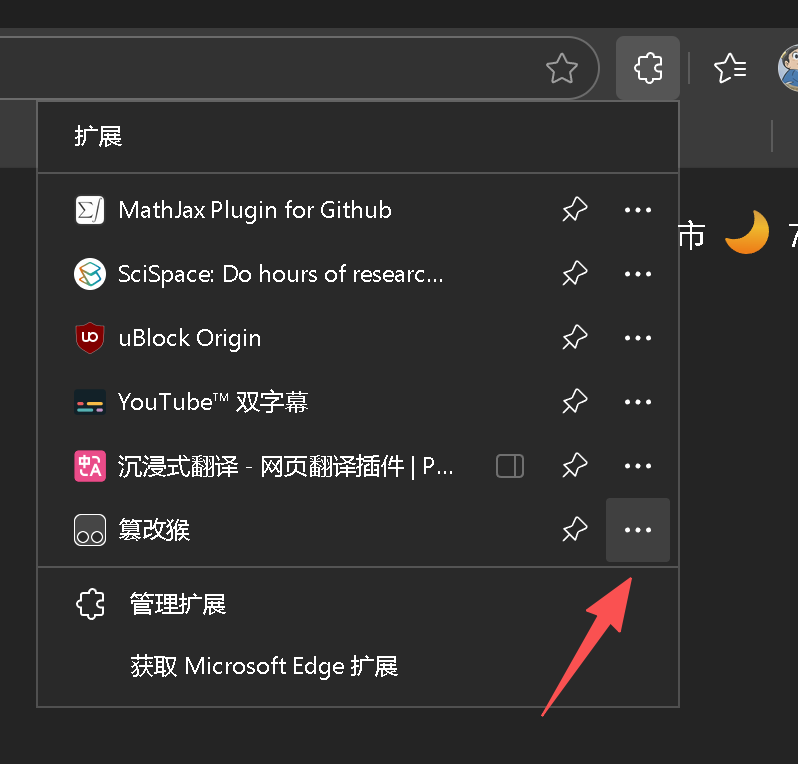 扩展
MathJax Plugin for Github
SciSpace: Do hours of researc...
uBlock Origin
YouTube™ 双字幕
沉浸式翻译 - 网页翻译插件 | P...
篡改猴
管理扩展
获取 Microsoft Edge 扩展
市